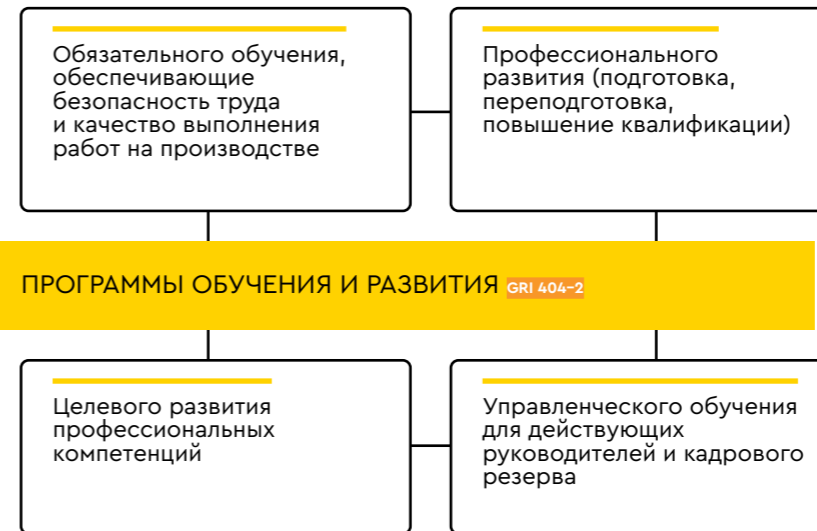 Обязательного обучения,
обеспечивающие
безопасность труда
и качество выполнения
работ на производстве
Профессионального
развития (подготовка,
переподготовка,
повышение квалификации)
ПРОГРАММЫ ОБУЧЕНИЯ И РАЗВИТИЯ GRI 404-2
Целевого развития
профессиональных
компетенций
Управленческого обучения
для действующих
руководителей и кадрового
резерва